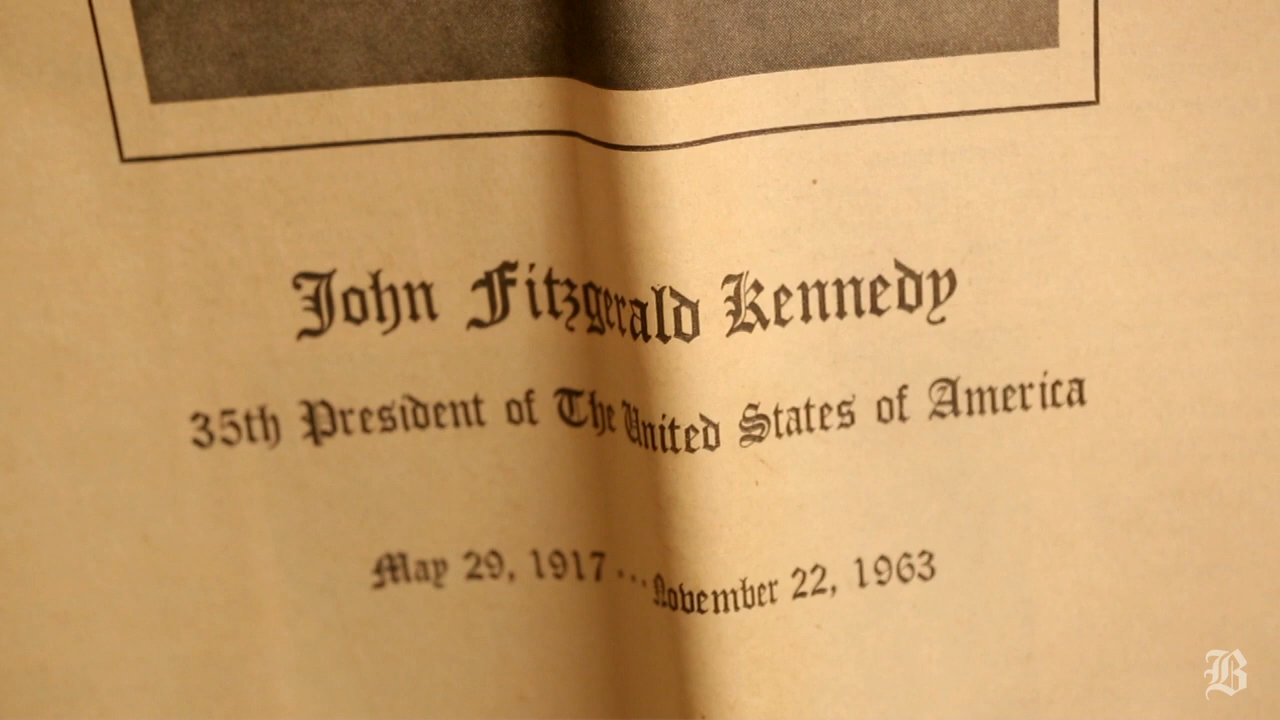 John Fitzgerald Kennedy
35th President of The United States of America
May 29, 1917 ... November 22, 1963
B